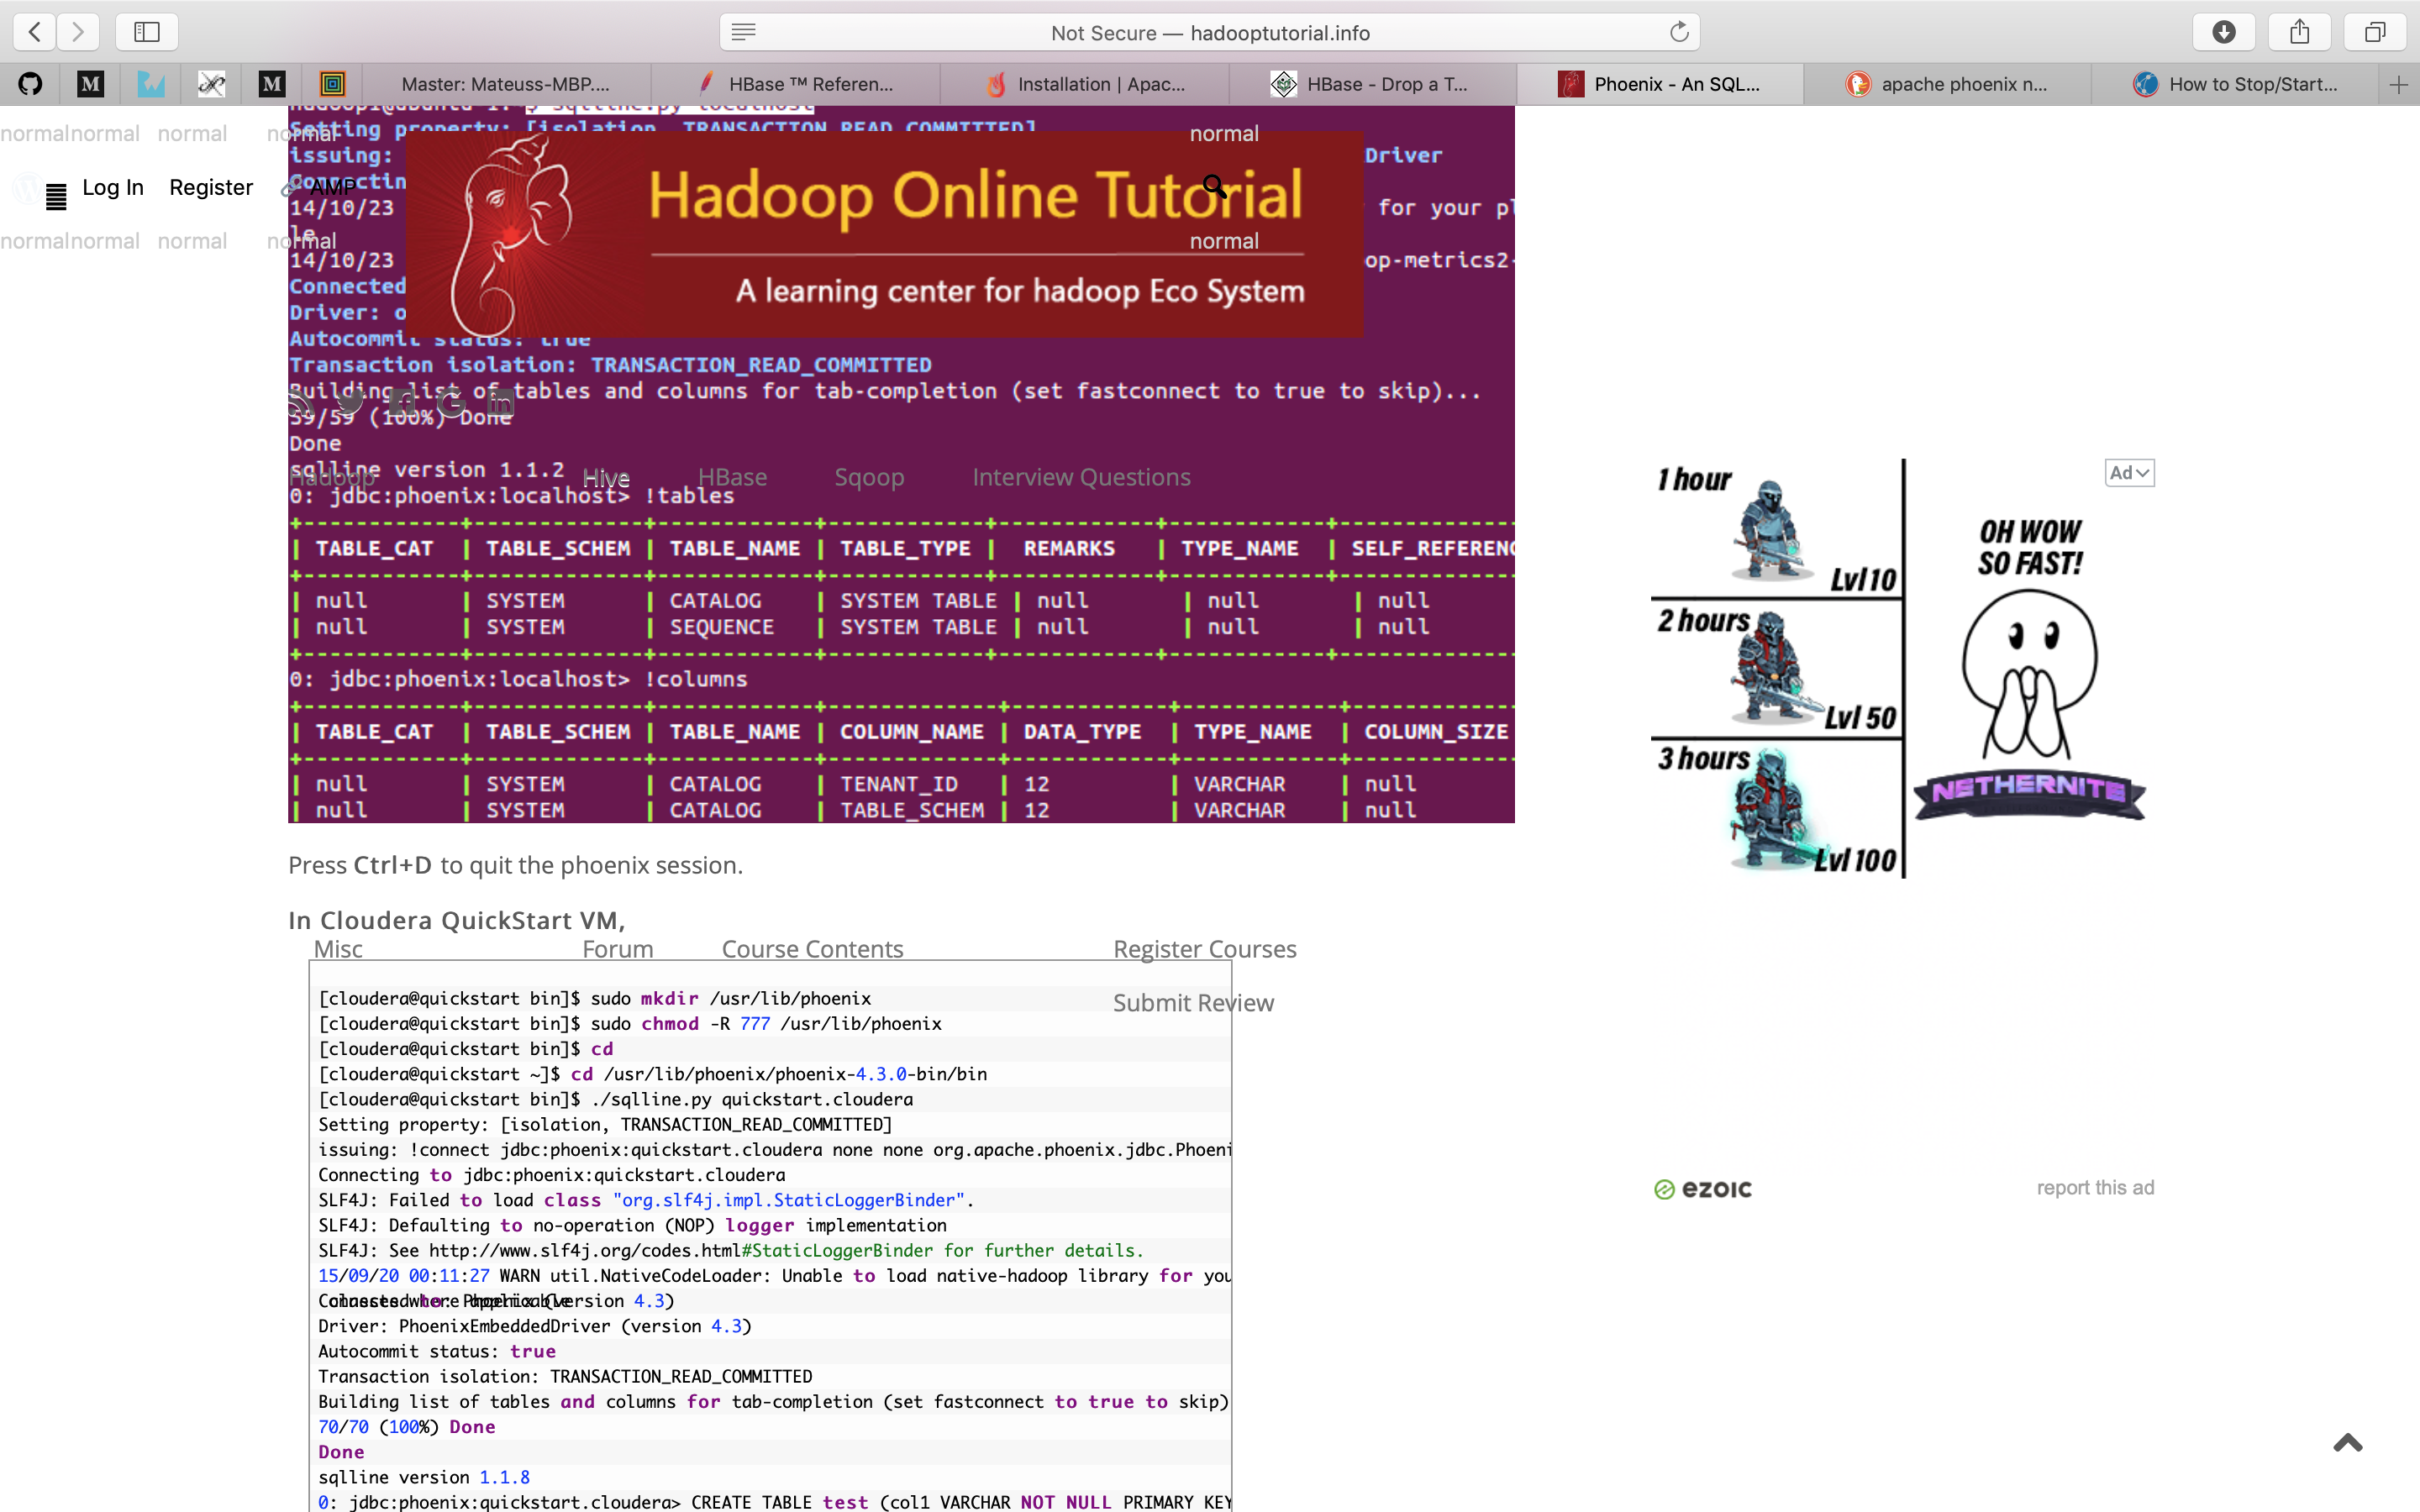 Not Secure — hadooptutorial.info
Master: Mateuss-MBP....
HBase ™ Referen...
Installation | Apac...
HBase - Drop a T...
Phoenix - An SQL...
apache phoenix n...
How to Stop/Start...
$ sqlline.py localhost
Setting property: [isolation, TRANSACTION_READ_COMMITTED]
normal normal normal normal normal
issuing: Driver
Log In Register AMP
Hadoop Online Tutorial
14/10/23 for your pl
le
normal normal normal normal normal
14/10/23 op-metrics2-
A learning center for hadoop Eco System
Connected
Driver: o
Autocommit status: true
Transaction isolation: TRANSACTION_READ_COMMITTED
Building list of tables and columns for tab-completion (set fastconnect to true to skip)...
59/59 (100%) Done
Done
sqlline version 1.1.2
Hadoop Hive HBase Sqoop Interview Questions
0: jdbc:phoenix:localhost> !tables
| TABLE_CAT | TABLE_SCHEM | TABLE_NAME | TABLE_TYPE | REMARKS | TYPE_NAME | SELF_REFERENC
| null | SYSTEM | CATALOG | SYSTEM TABLE | null | null | null
| null | SYSTEM | SEQUENCE | SYSTEM TABLE | null | null | null
0: jdbc:phoenix:localhost> !columns
| TABLE_CAT | TABLE_SCHEM | TABLE_NAME | COLUMN_NAME | DATA_TYPE | TYPE_NAME | COLUMN_SIZE
| null | SYSTEM | CATALOG | TENANT_ID | 12 | VARCHAR | null
| null | SYSTEM | CATALOG | TABLE_SCHEM | 12 | VARCHAR | null
Ad
1 hour
Lvl 10
2 hours
Lvl 50
3 hours
Lvl 100
OH WOW
SO FAST!
NETHERNITE
Press Ctrl+D to quit the phoenix session.
In Cloudera QuickStart VM,
Misc Forum Course Contents Register Courses
Submit Review
[cloudera@quickstart bin]$ sudo mkdir /usr/lib/phoenix
[cloudera@quickstart bin]$ sudo chmod -R 777 /usr/lib/phoenix
[cloudera@quickstart bin]$ cd
[cloudera@quickstart ~]$ cd /usr/lib/phoenix/phoenix-4.3.0-bin/bin
[cloudera@quickstart bin]$ ./sqlline.py quickstart.cloudera
Setting property: [isolation, TRANSACTION_READ_COMMITTED]
issuing: !connect jdbc:phoenix:quickstart.cloudera none none org.apache.phoenix.jdbc.Phoeni
Connecting to jdbc:phoenix:quickstart.cloudera
SLF4J: Failed to load class "org.slf4j.impl.StaticLoggerBinder".
SLF4J: Defaulting to no-operation (NOP) logger implementation
SLF4J: See http://www.slf4j.org/codes.html#StaticLoggerBinder for further details.
15/09/20 00:11:27 WARN util.NativeCodeLoader: Unable to load native-hadoop library for you
Connected to: Phoenix (version 4.3)
Driver: PhoenixEmbeddedDriver (version 4.3)
Autocommit status: true
Transaction isolation: TRANSACTION_READ_COMMITTED
Building list of tables and columns for tab-completion (set fastconnect to true to skip)
70/70 (100%) Done
Done
sqlline version 1.1.8
0: jdbc:phoenix:quickstart.cloudera> CREATE TABLE test (col1 VARCHAR NOT NULL PRIMARY KEY
ezoic
report this ad